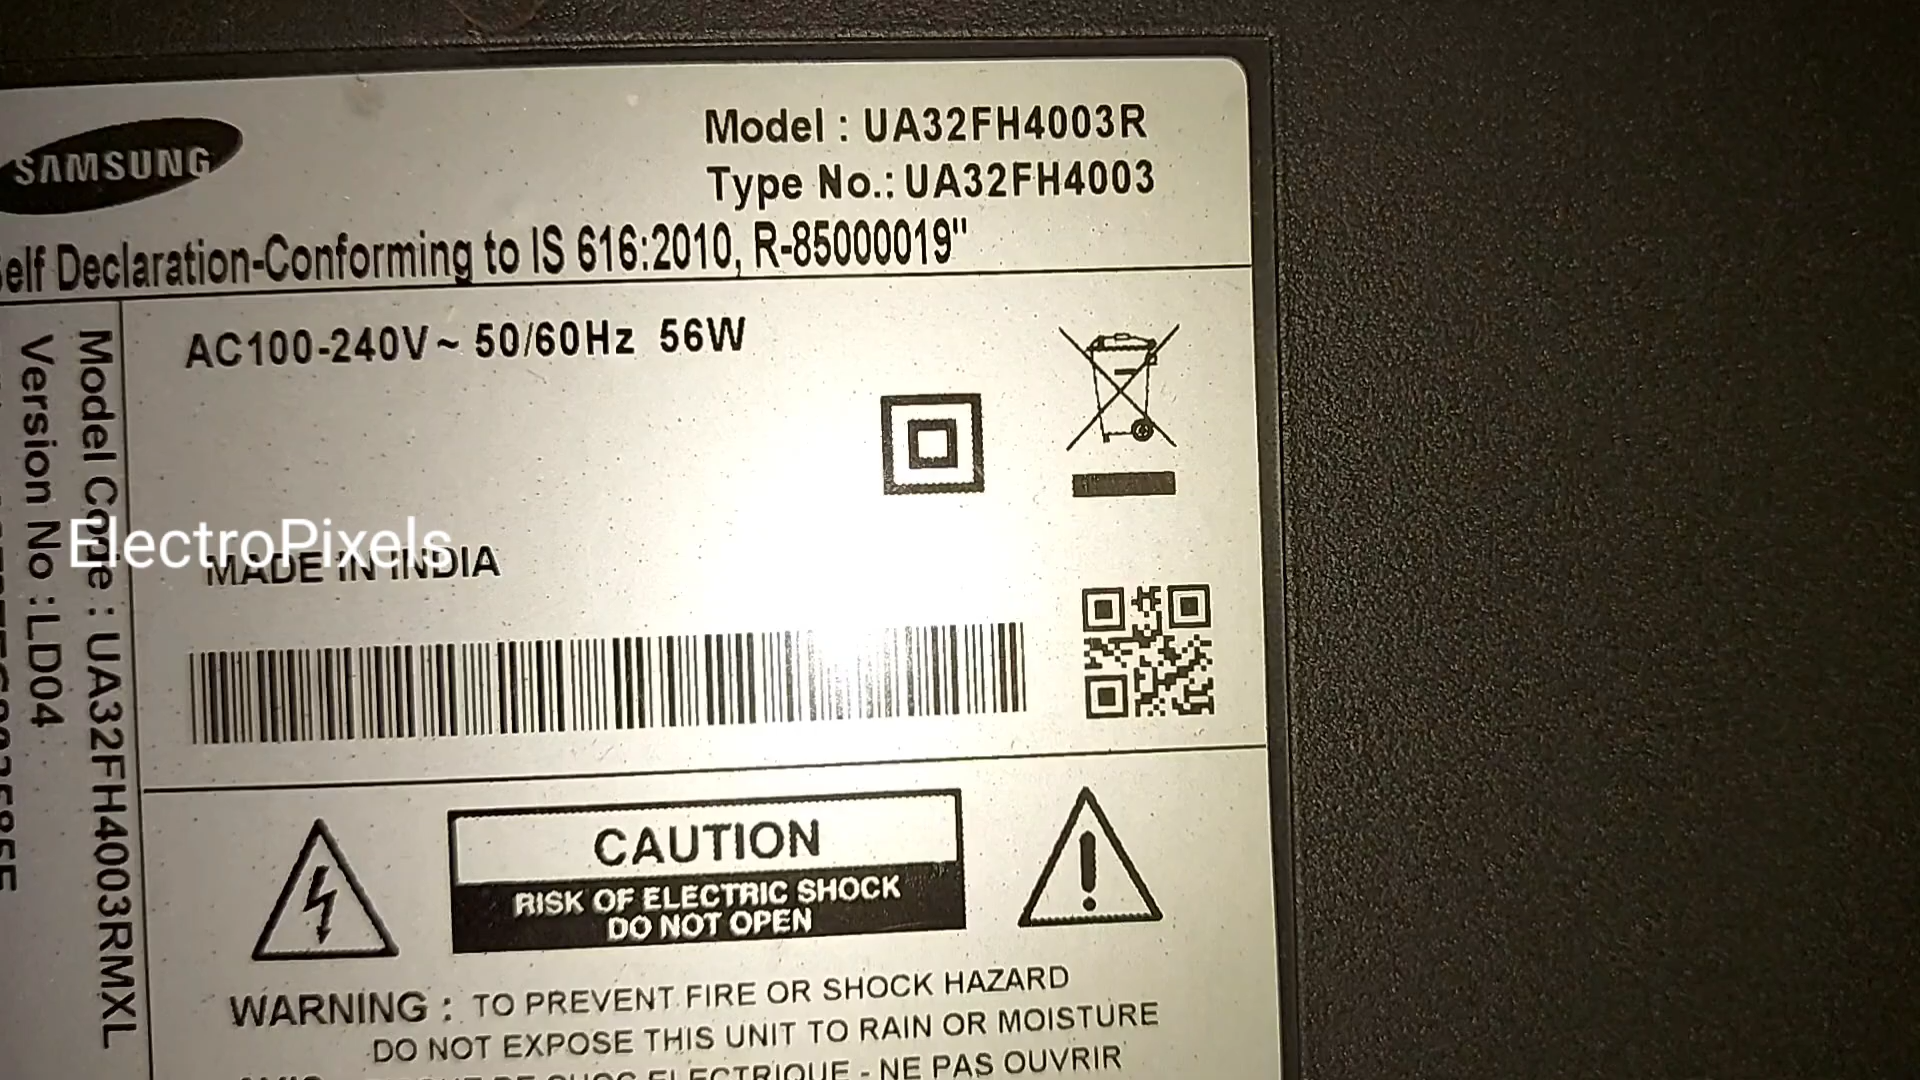 SAMSUNG
Model : UA32FH4003R
Type No.: UA32FH4003
elf Declaration-Conforming to IS 616:2010, R-85000019"
AC100-240V~ 50/60Hz 56W
MADE IN INDIA
Model Code : UA32FH4003RMXL
Version No :LD04
ElectroPixels
CAUTION
RISK OF ELECTRIC SHOCK
DO NOT OPEN
WARNING : TO PREVENT FIRE OR SHOCK HAZARD
DO NOT EXPOSE THIS UNIT TO RAIN OR MOISTURE
ELECTRIQUE - NE PAS OUVRIR